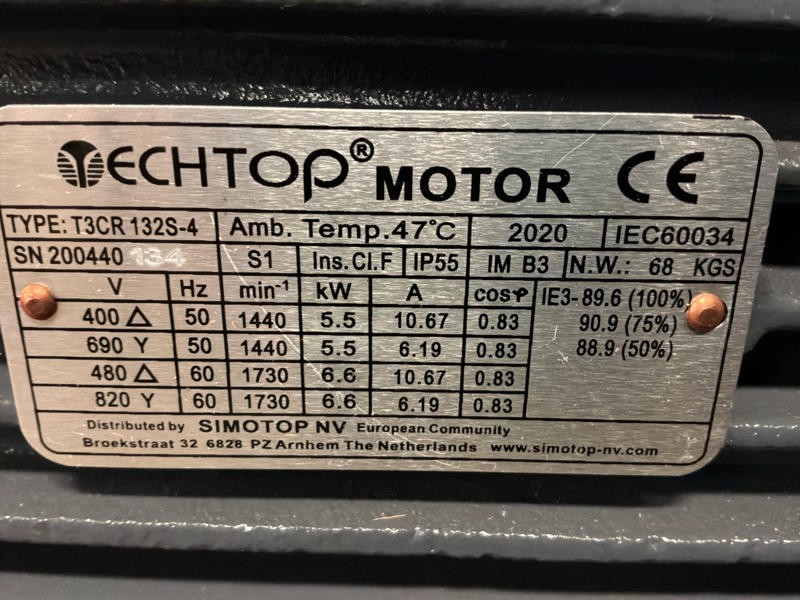 TECHTOP® MOTOR CE
TYPE: T3CR 132S-4 Amb. Temp. 47°C 2020 IEC60034
SN 200440 134 S1 Ins. Cl. F IP55 IM B3 N.W.: 68 KGS
V Hz min⁻¹ kW A cosφ IE3- 89.6 (100%)
400 △ 50 1440 5.5 10.67 0.83 90.9 (75%)
690 Y 50 1440 5.5 6.19 0.83 88.9 (50%)
480 △ 60 1730 6.6 10.67 0.83
820 Y 60 1730 6.6 6.19 0.83
Distributed by SIMOTOP NV European Community
Broekstraat 32 6828 PZ Arnhem The Netherlands www.simotop-nv.com